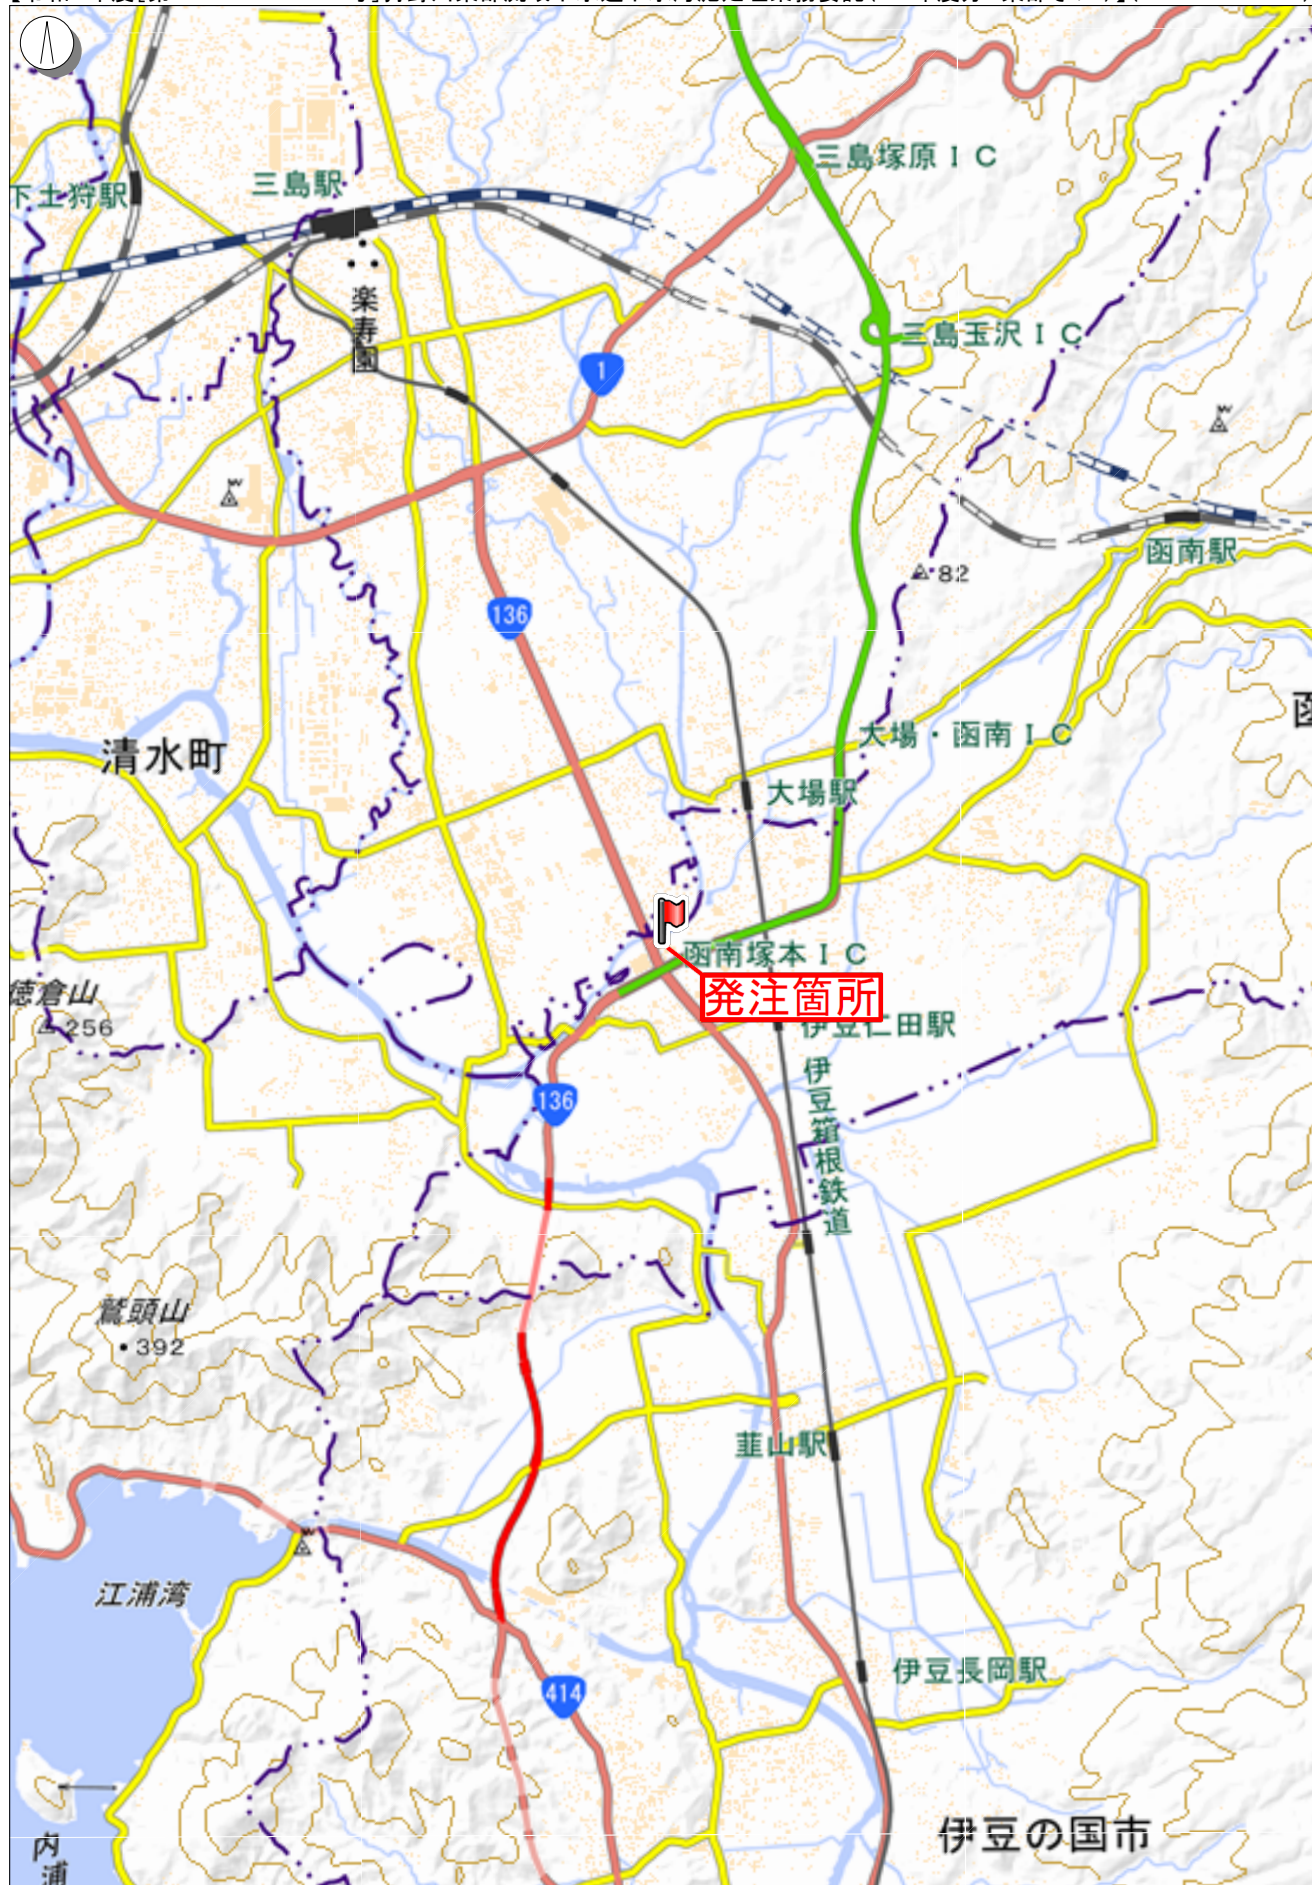 三島塚原ＩＣ
三島駅
下土狩駅
楽寿園
三島玉沢ＩＣ
1
函南駅
82
136
大場・函南ＩＣ
清水町
大場駅
函南塚本ＩＣ
発注箇所
徳倉山
256
伊豆仁田駅
伊豆箱根鉄道
136
鷲頭山
392
韮山駅
江浦湾
伊豆長岡駅
414
伊豆の国市
内浦